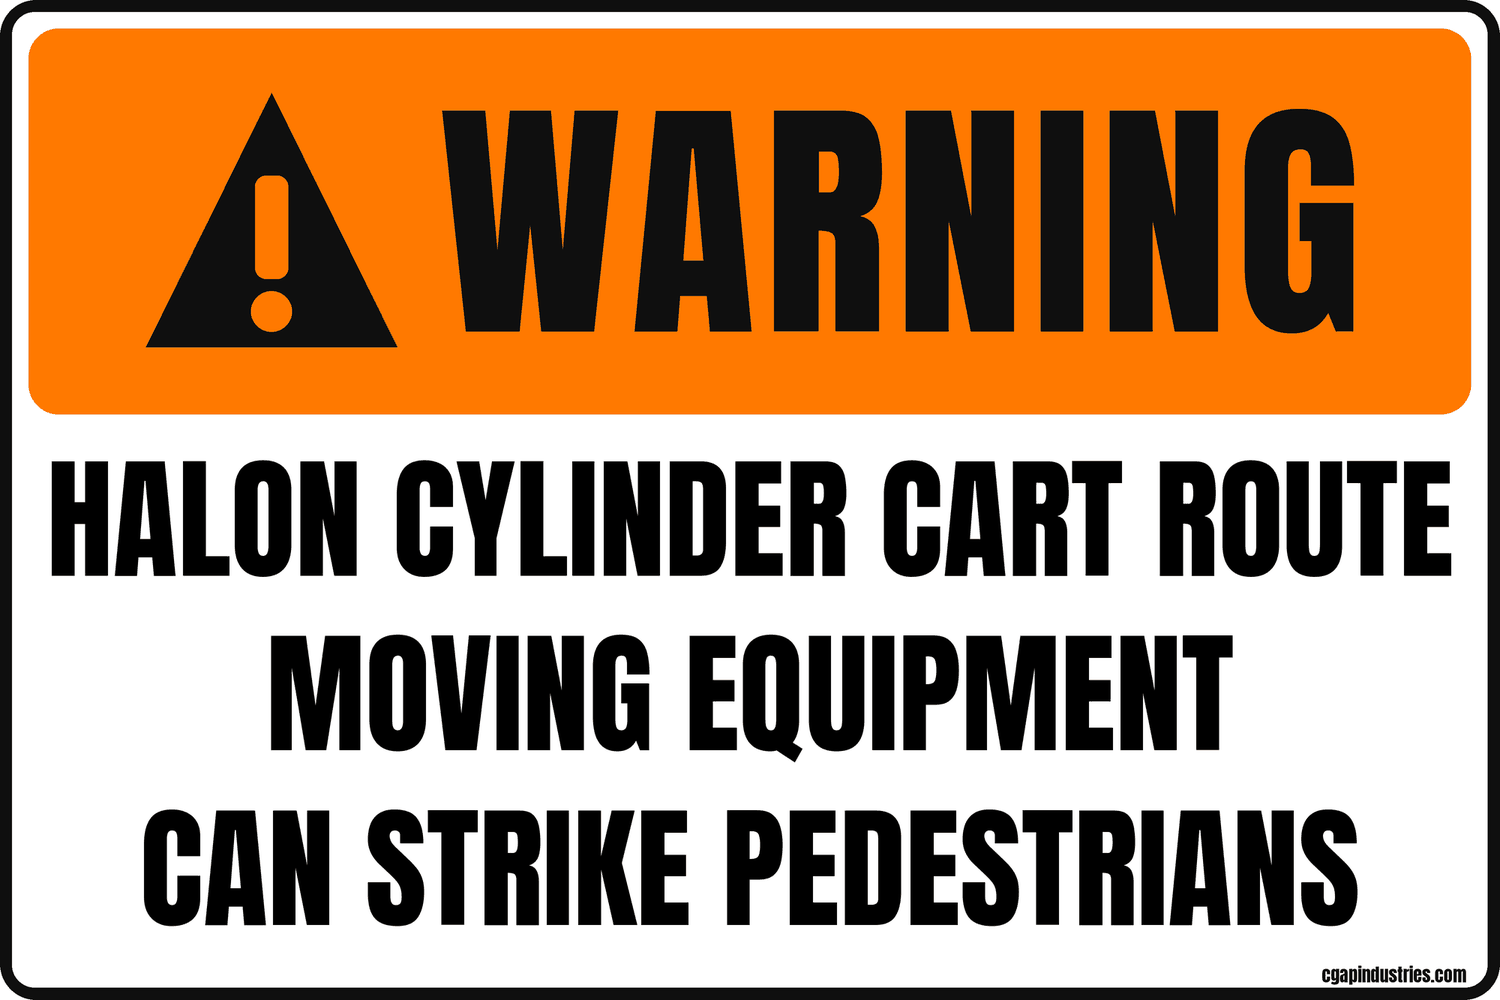 WARNING
HALON CYLINDER CART ROUTE
MOVING EQUIPMENT
CAN STRIKE PEDESTRIANS
cgapindustries.com